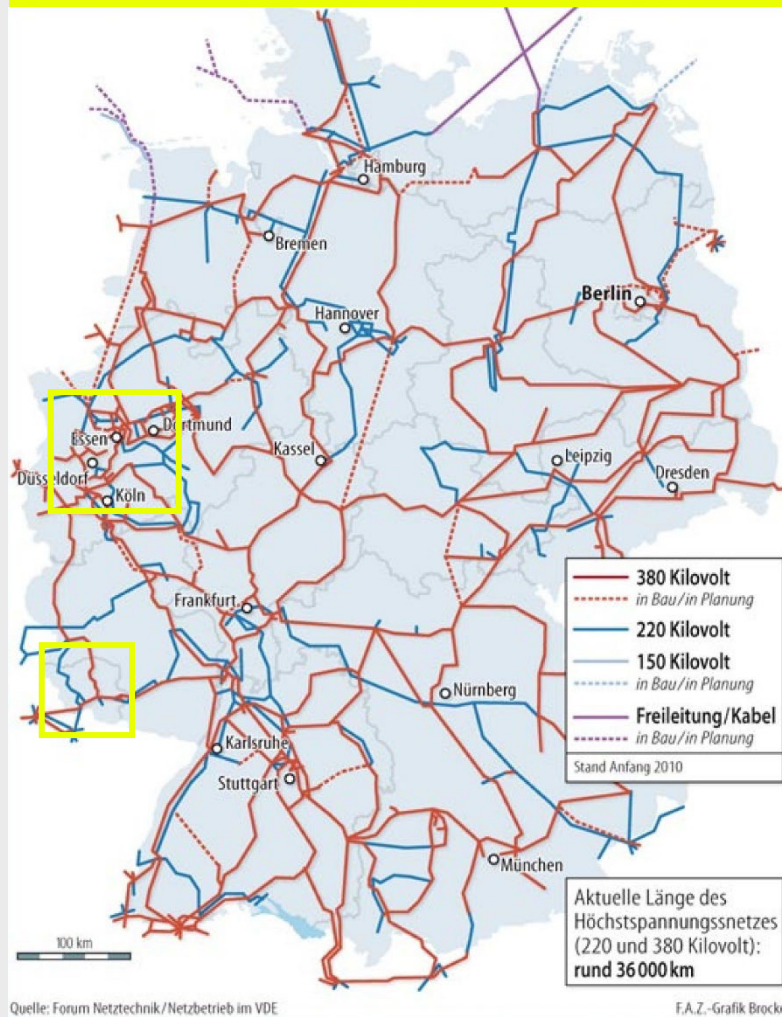 Hamburg
Bremen
Berlin
Hannover
Dortmund
Essen
Düsseldorf
Köln
Kassel
Leipzig
Dresden
Frankfurt
Nürnberg
Karlsruhe
Stuttgart
München
380 Kilovolt
in Bau/in Planung
220 Kilovolt
150 Kilovolt
in Bau/in Planung
Freileitung/Kabel
in Bau/in Planung
Stand Anfang 2010
Aktuelle Länge des
Höchstspannungssnetzes
(220 und 380 Kilovolt):
rund 36 000 km
100 km
Quelle: Forum Netztechnik/Netzbetrieb im VDE
F.A.Z.-Grafik Brocke